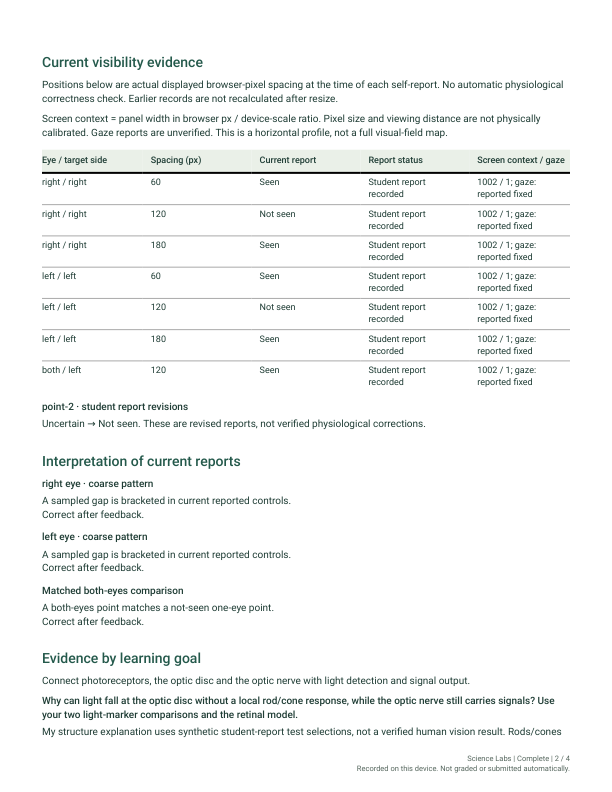 Current visibility evidence
Positions below are actual displayed browser-pixel spacing at the time of each self-report. No automatic physiological
correctness check. Earlier records are not recalculated after resize.
Screen context = panel width in browser px / device-scale ratio. Pixel size and viewing distance are not physically
calibrated. Gaze reports are unverified. This is a horizontal profile, not a full visual-field map.
Eye / target side Spacing (px) Current report Report status Screen context / gaze
right / right 60 Seen Student report 1002 / 1; gaze:
recorded reported fixed
right / right 120 Not seen Student report 1002 / 1; gaze:
recorded reported fixed
right / right 180 Seen Student report 1002 / 1; gaze:
recorded reported fixed
left / left 60 Seen Student report 1002 / 1; gaze:
recorded reported fixed
left / left 120 Not seen Student report 1002 / 1; gaze:
recorded reported fixed
left / left 180 Seen Student report 1002 / 1; gaze:
recorded reported fixed
both / left 120 Seen Student report 1002 / 1; gaze:
recorded reported fixed
point-2 · student report revisions
Uncertain → Not seen. These are revised reports, not verified physiological corrections.
Interpretation of current reports
right eye · coarse pattern
A sampled gap is bracketed in current reported controls.
Correct after feedback.
left eye · coarse pattern
A sampled gap is bracketed in current reported controls.
Correct after feedback.
Matched both-eyes comparison
A both-eyes point matches a not-seen one-eye point.
Correct after feedback.
Evidence by learning goal
Connect photoreceptors, the optic disc and the optic nerve with light detection and signal output.
Why can light fall at the optic disc without a local rod/cone response, while the optic nerve still carries signals? Use
your two light-marker comparisons and the retinal model.
My structure explanation uses synthetic student-report test selections, not a verified human vision result. Rods/cones
Science Labs | Complete | 2 / 4
Recorded on this device. Not graded or submitted automatically.